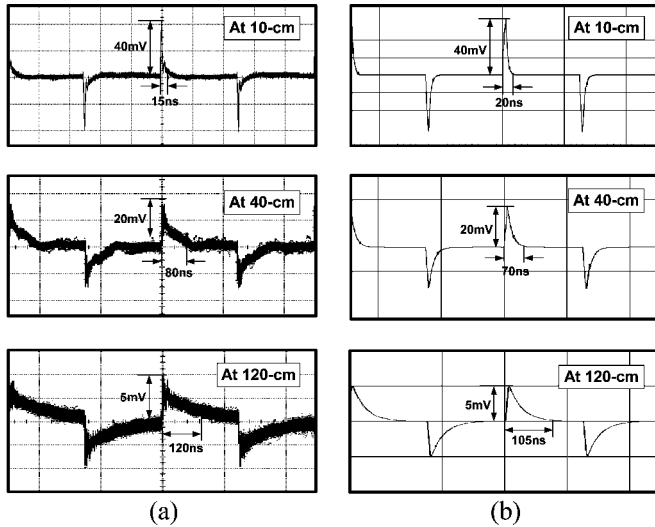 At 10-cm
40mV
15ns
At 40-cm
20mV
80ns
At 120-cm
5mV
120ns
(a)
At 10-cm
40mV
20ns
At 40-cm
20mV
70ns
At 120-cm
5mV
105ns
(b)